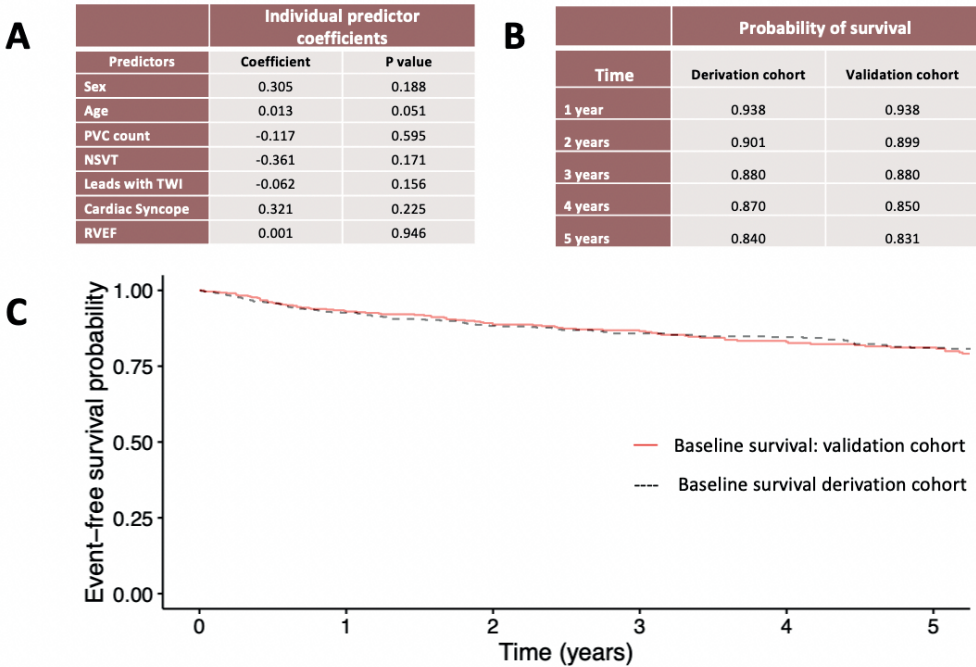 A
Individual predictor
coefficients
Predictors Coefficient P value
Sex 0.305 0.188
Age 0.013 0.051
PVC count -0.117 0.595
NSVT -0.361 0.171
Leads with TWI -0.062 0.156
Cardiac Syncope 0.321 0.225
RVEF 0.001 0.946
B
Probability of survival
Time Derivation cohort Validation cohort
1 year 0.938 0.938
2 years 0.901 0.899
3 years 0.880 0.880
4 years 0.870 0.850
5 years 0.840 0.831
C
Event-free survival probability
1.00
0.75
0.50
0.25
0.00
Baseline survival: validation cohort
Baseline survival derivation cohort
0 1 2 3 4 5
Time (years)